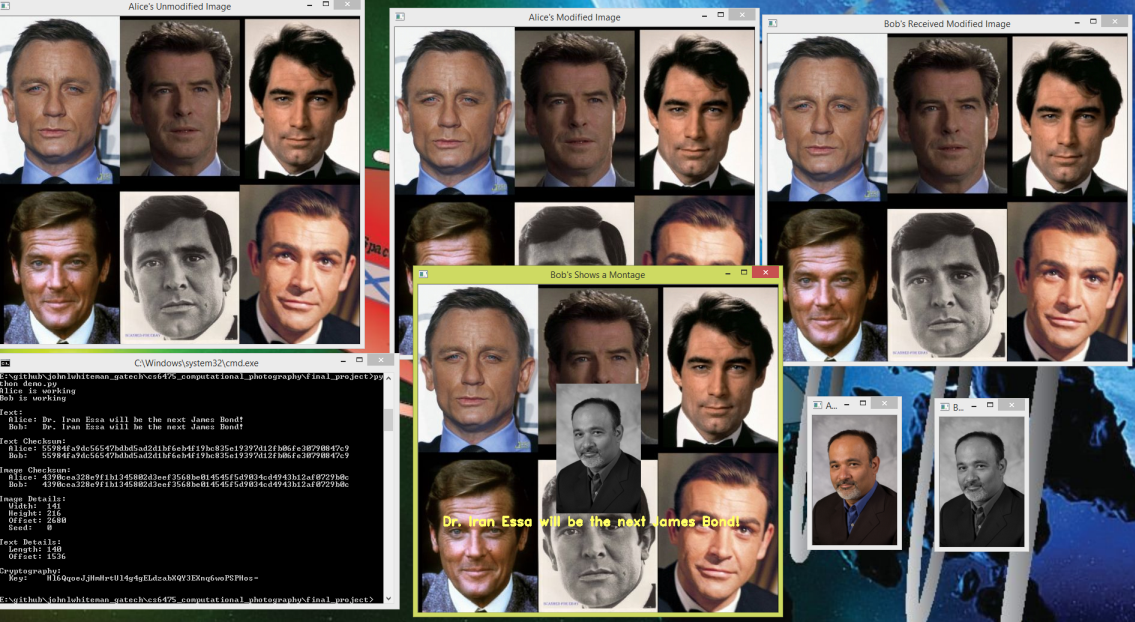 Alice's Unmodified Image
Alice's Modified Image
Bob's Received Modified Image
Bob's Shows a Montage
Dr. Iran Essa will be the next James Bond!
A...
B...
C:\Windows\system32\cmd.exe
E:\github\johnlwhiteman_gatech\cs6475_computational_photography\final_project>py
thon demo.py
Alice is working
Bob is working
Text:
Alice: Dr. Iran Essa will be the next James Bond!
Bob: Dr. Iran Essa will be the next James Bond!
Text Checksum:
Alice: 55984fa9dc56547bdbd5ad2d1bf6eb4f19bc835e19397d12fb06fe30790847c9
Bob: 55984fa9dc56547bdbd5ad2d1bf6eb4f19bc835e19397d12fb06fe30790847c9
Image Checksum:
Alice: 4390cea328e9f1b1345802d3eef3568be014545f5d9034cd4943b12af0729b0c
Bob: 4390cea328e9f1b1345802d3eef3568be014545f5d9034cd4943b12af0729b0c
Image Details:
Width: 141
Height: 216
Offset: 2680
Seed: 0
Text Details:
Length: 140
Offset: 1536
Cryptography:
Key:
E:\github\johnlwhiteman_gatech\cs6475_computational_photography\final_project>